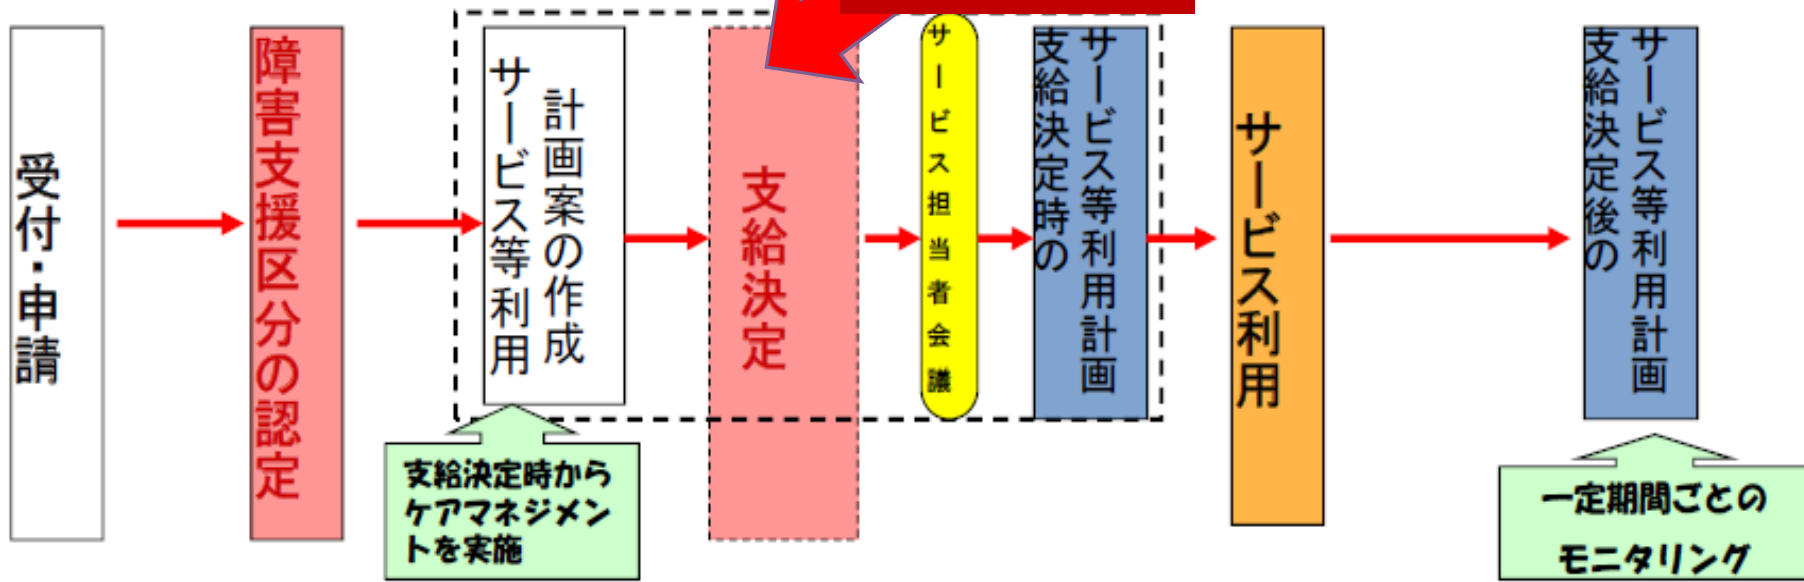 受付・申請
障害支援区分の認定
サービス等利用
計画案の作成
支給決定時から
ケアマネジメン
トを実施
支給決定
サービス担当者会議
支給決定時の
サービス等利用計画
サービス利用
支給決定後の
サービス等利用計画
一定期間ごとの
モニタリング